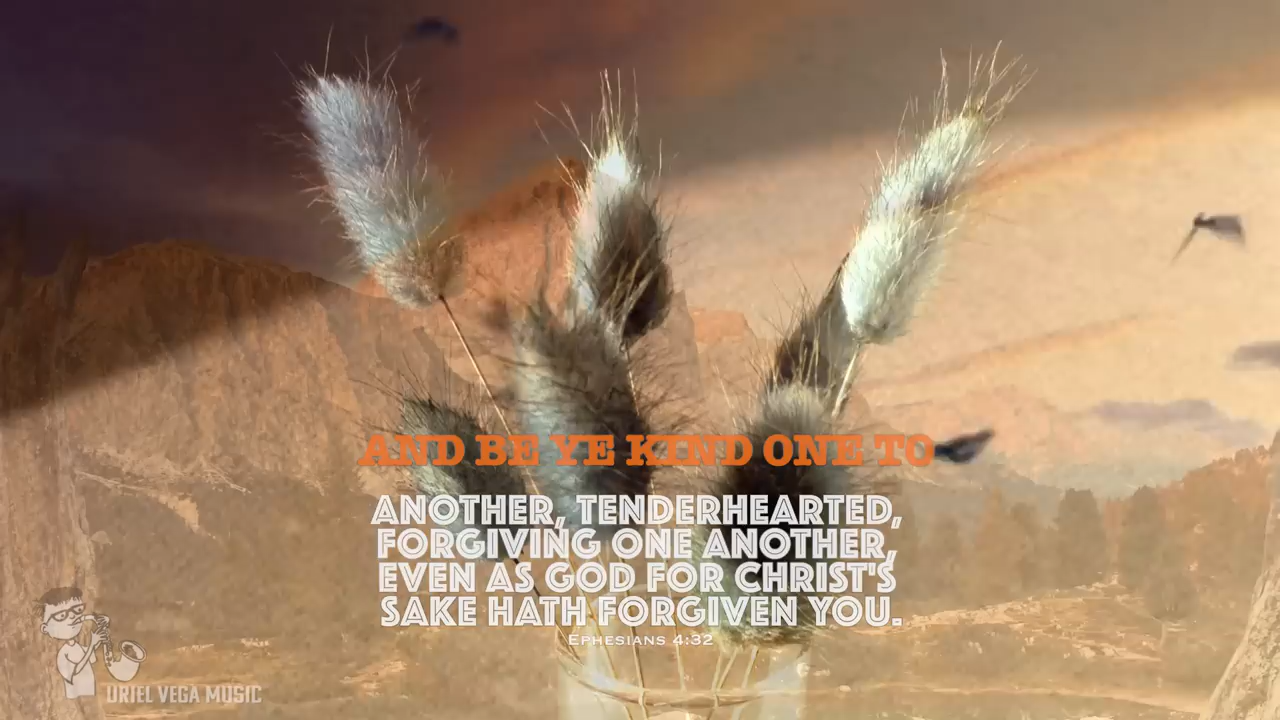 AND BE YE KIND ONE TO
ANOTHER, TENDERHEARTED,
FORGIVING ONE ANOTHER,
EVEN AS GOD FOR CHRIST'S
SAKE HATH FORGIVEN YOU.
EPHESIANS 4:32
URIEL VEGA MUSIC